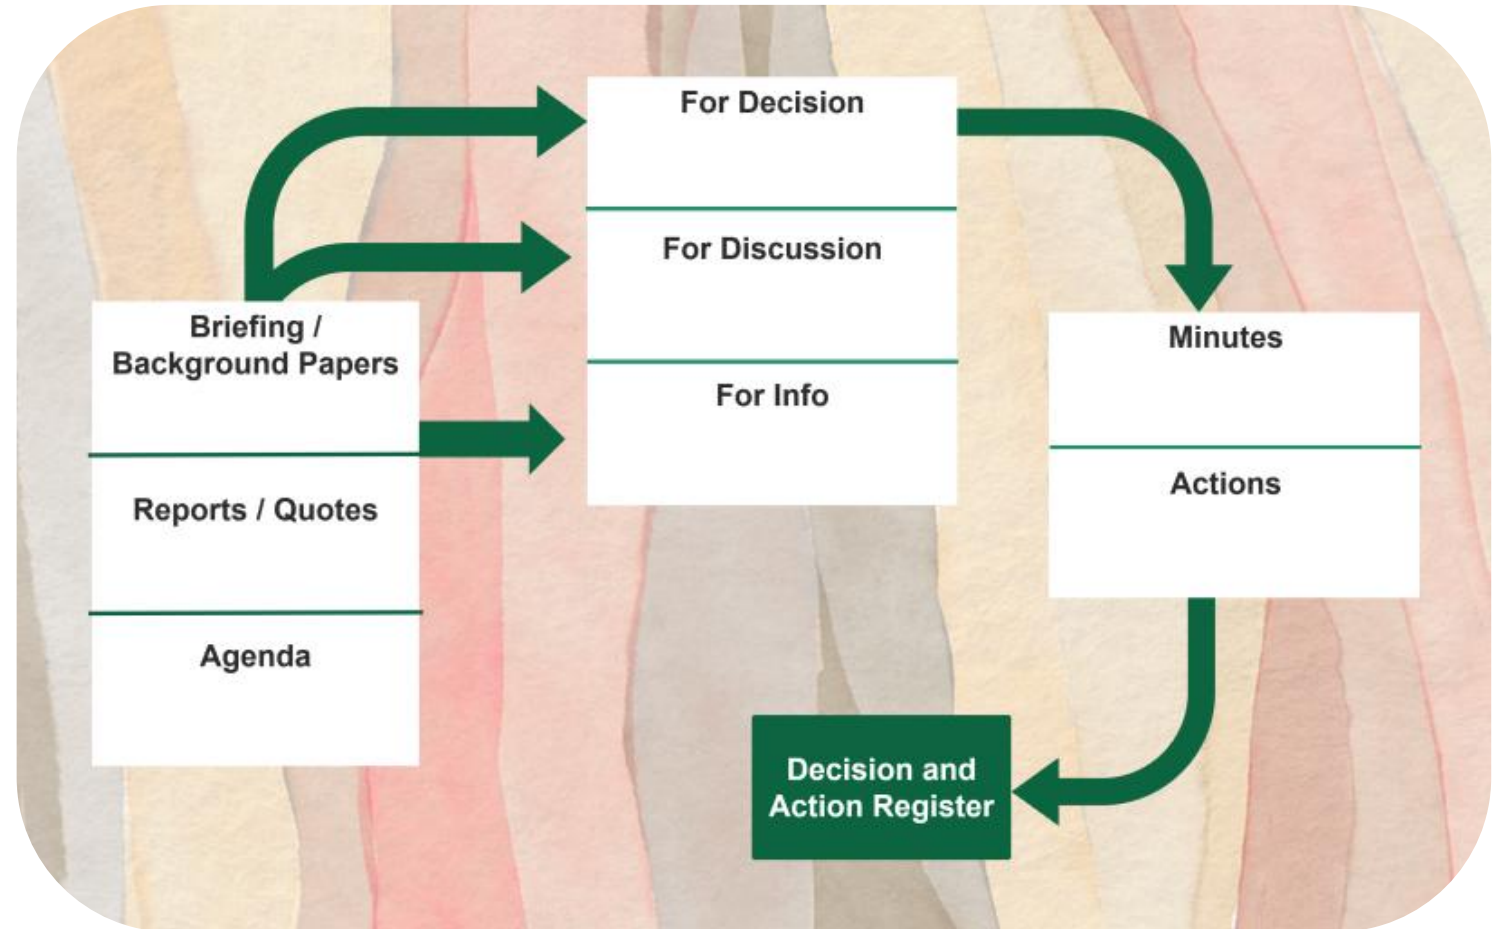 Briefing /
Background Papers
Reports / Quotes
Agenda
For Decision
For Discussion
For Info
Minutes
Actions
Decision and
Action Register